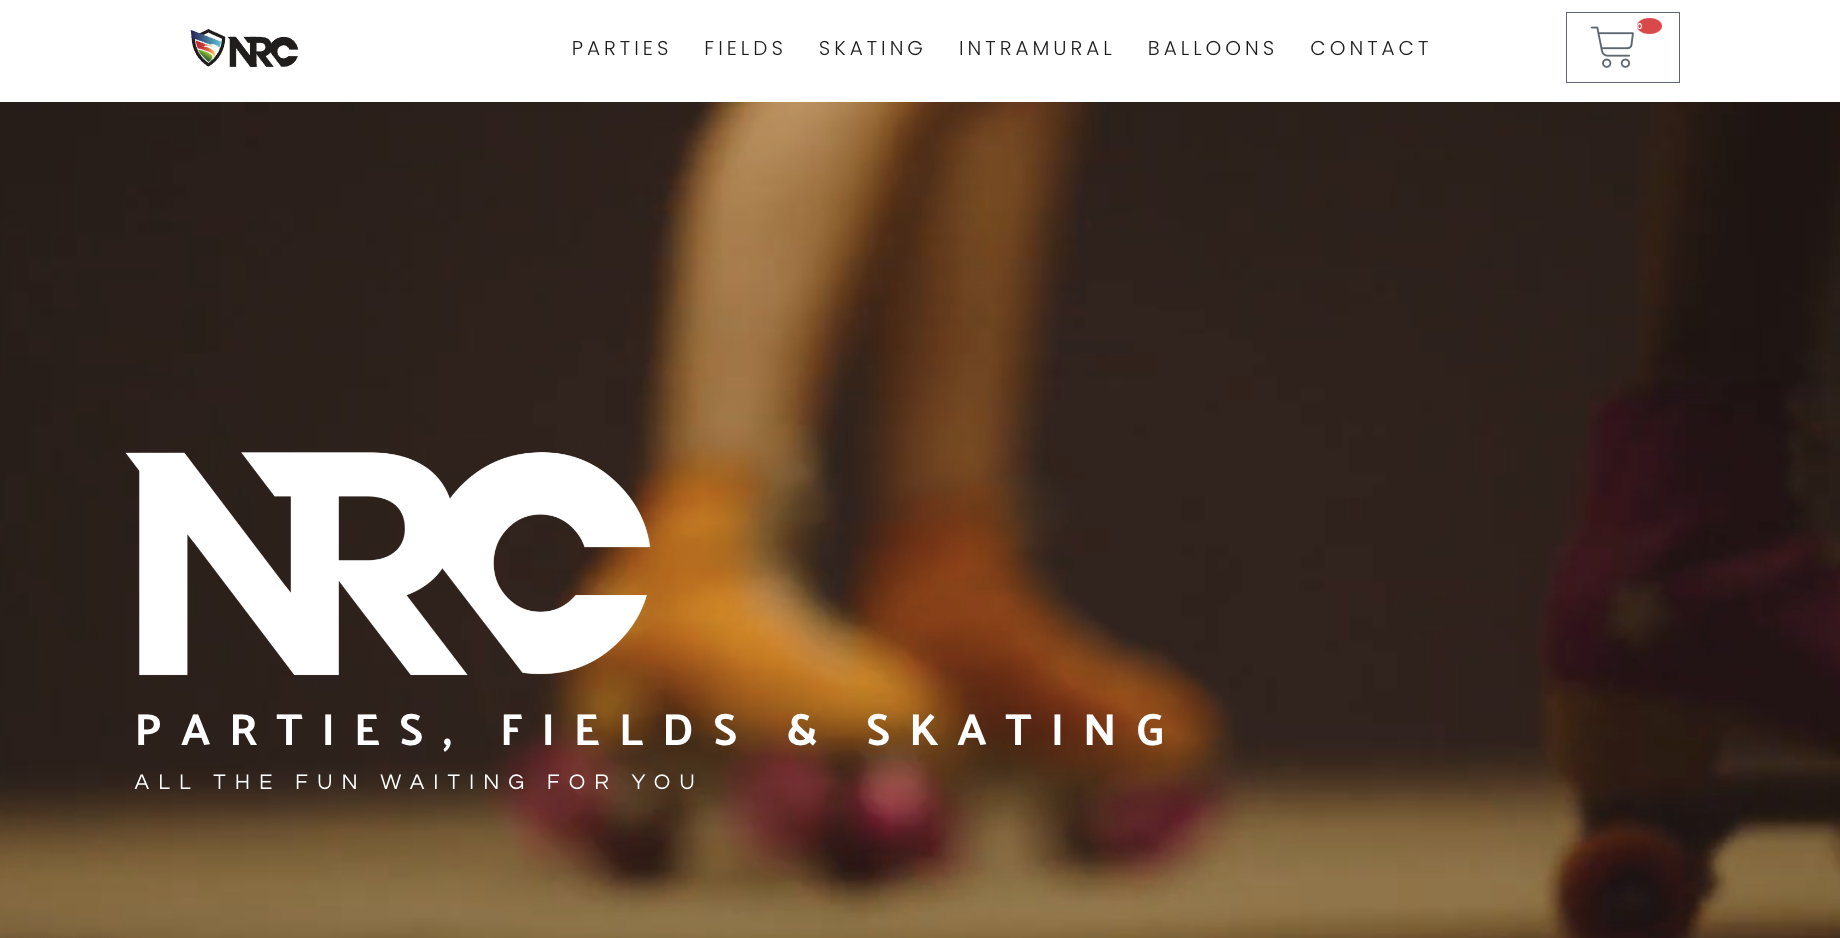 NRC
PARTIES FIELDS SKATING INTRAMURAL BALLOONS CONTACT
0
NRC
PARTIES, FIELDS & SKATING
ALL THE FUN WAITING FOR YOU